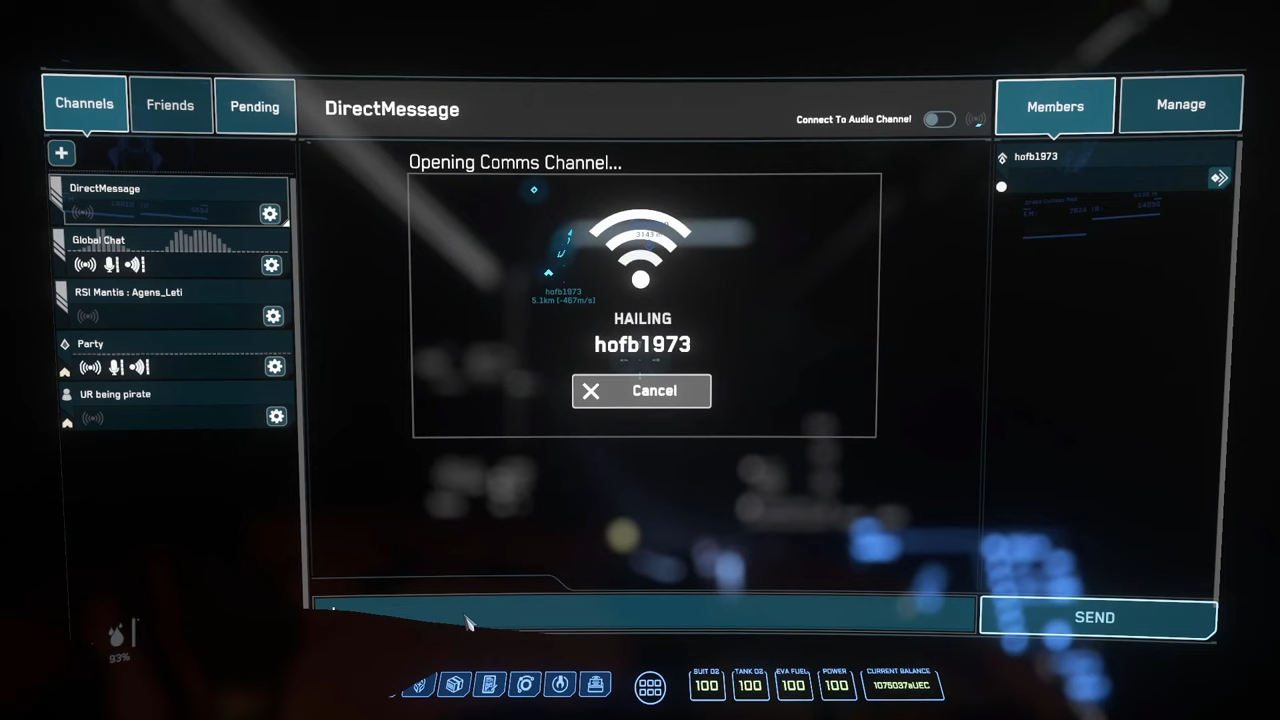 Channels
Friends
Pending
DirectMessage
Connect To Audio Channel
Members
Manage
Opening Comms Channel...
hofb1973
DirectMessage
Global Chat
RSI Mantis : Agens_Leti
Party
UR being pirate
3143
hofb1973
5.1km [-467m/s]
HAILING
hofb1973
Cancel
SEND
93%
SUIT O2
100
TANK O2
100
EVA FUEL
100
POWER
100
CURRENT BALANCE
1075037aUEC